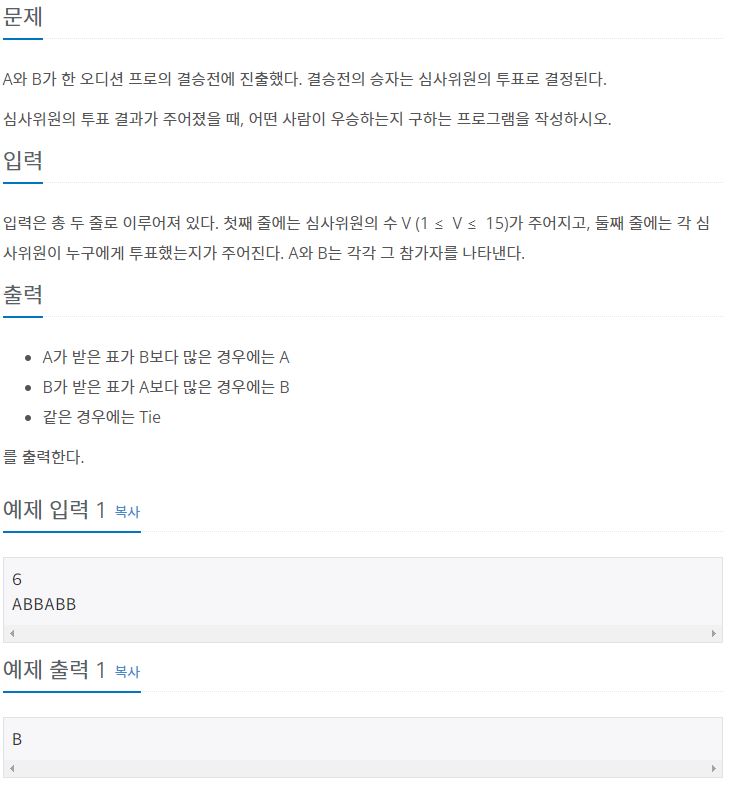 문제
A와 B가 한 오디션 프로의 결승전에 진출했다. 결승전의 승자는 심사위원의 투표로 결정된다.
심사위원의 투표 결과가 주어졌을 때, 어떤 사람이 우승하는지 구하는 프로그램을 작성하시오.
입력
입력은 총 두 줄로 이루어져 있다. 첫째 줄에는 심사위원의 수 V (1 ≤ V ≤ 15)가 주어지고, 둘째 줄에는 각 심
사위원이 누구에게 투표했는지가 주어진다. A와 B는 각각 그 참가자를 나타낸다.
출력
• A가 받은 표가 B보다 많은 경우에는 A
• B가 받은 표가 A보다 많은 경우에는 B
• 같은 경우에는 Tie
를 출력한다.
예제 입력 1 복사
6
ABBABB
예제 출력 1 복사
B